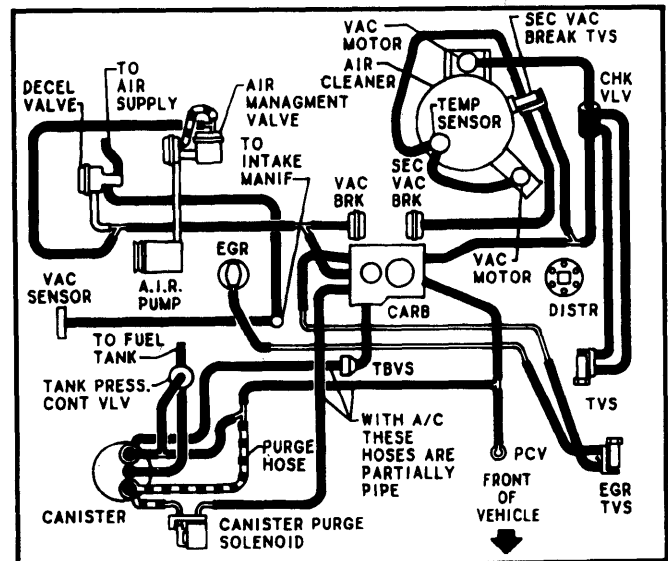 VAC
MOTOR
AIR
CLEANER
SEC VAC
BREAK TVS
TO
AIR
SUPPLY
DECEL
VALVE
AIR
MANAGMENT
VALVE
CHK
VLV
TEMP
SENSOR
TO
INTAKE
MANIF
VAC
BRK
SEC
VAC
BRK
EGR
VAC
MOTOR
DISTR
VAC
SENSOR
A.I.R.
PUMP
CARB
TO FUEL
TANK
TANK PRESS.
CONT VLV
TBVS
TVS
WITH A/C
THESE
HOSES ARE
PARTIALLY
PIPE
PURGE
HOSE
PCV
FRONT
OF
VEHICLE
EGR
TVS
CANISTER
CANISTER PURGE
SOLENOID